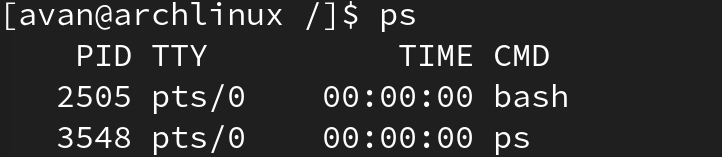 [avan@archlinux /]$ ps
    PID TTY          TIME CMD
   2505 pts/0    00:00:00 bash
   3548 pts/0    00:00:00 ps